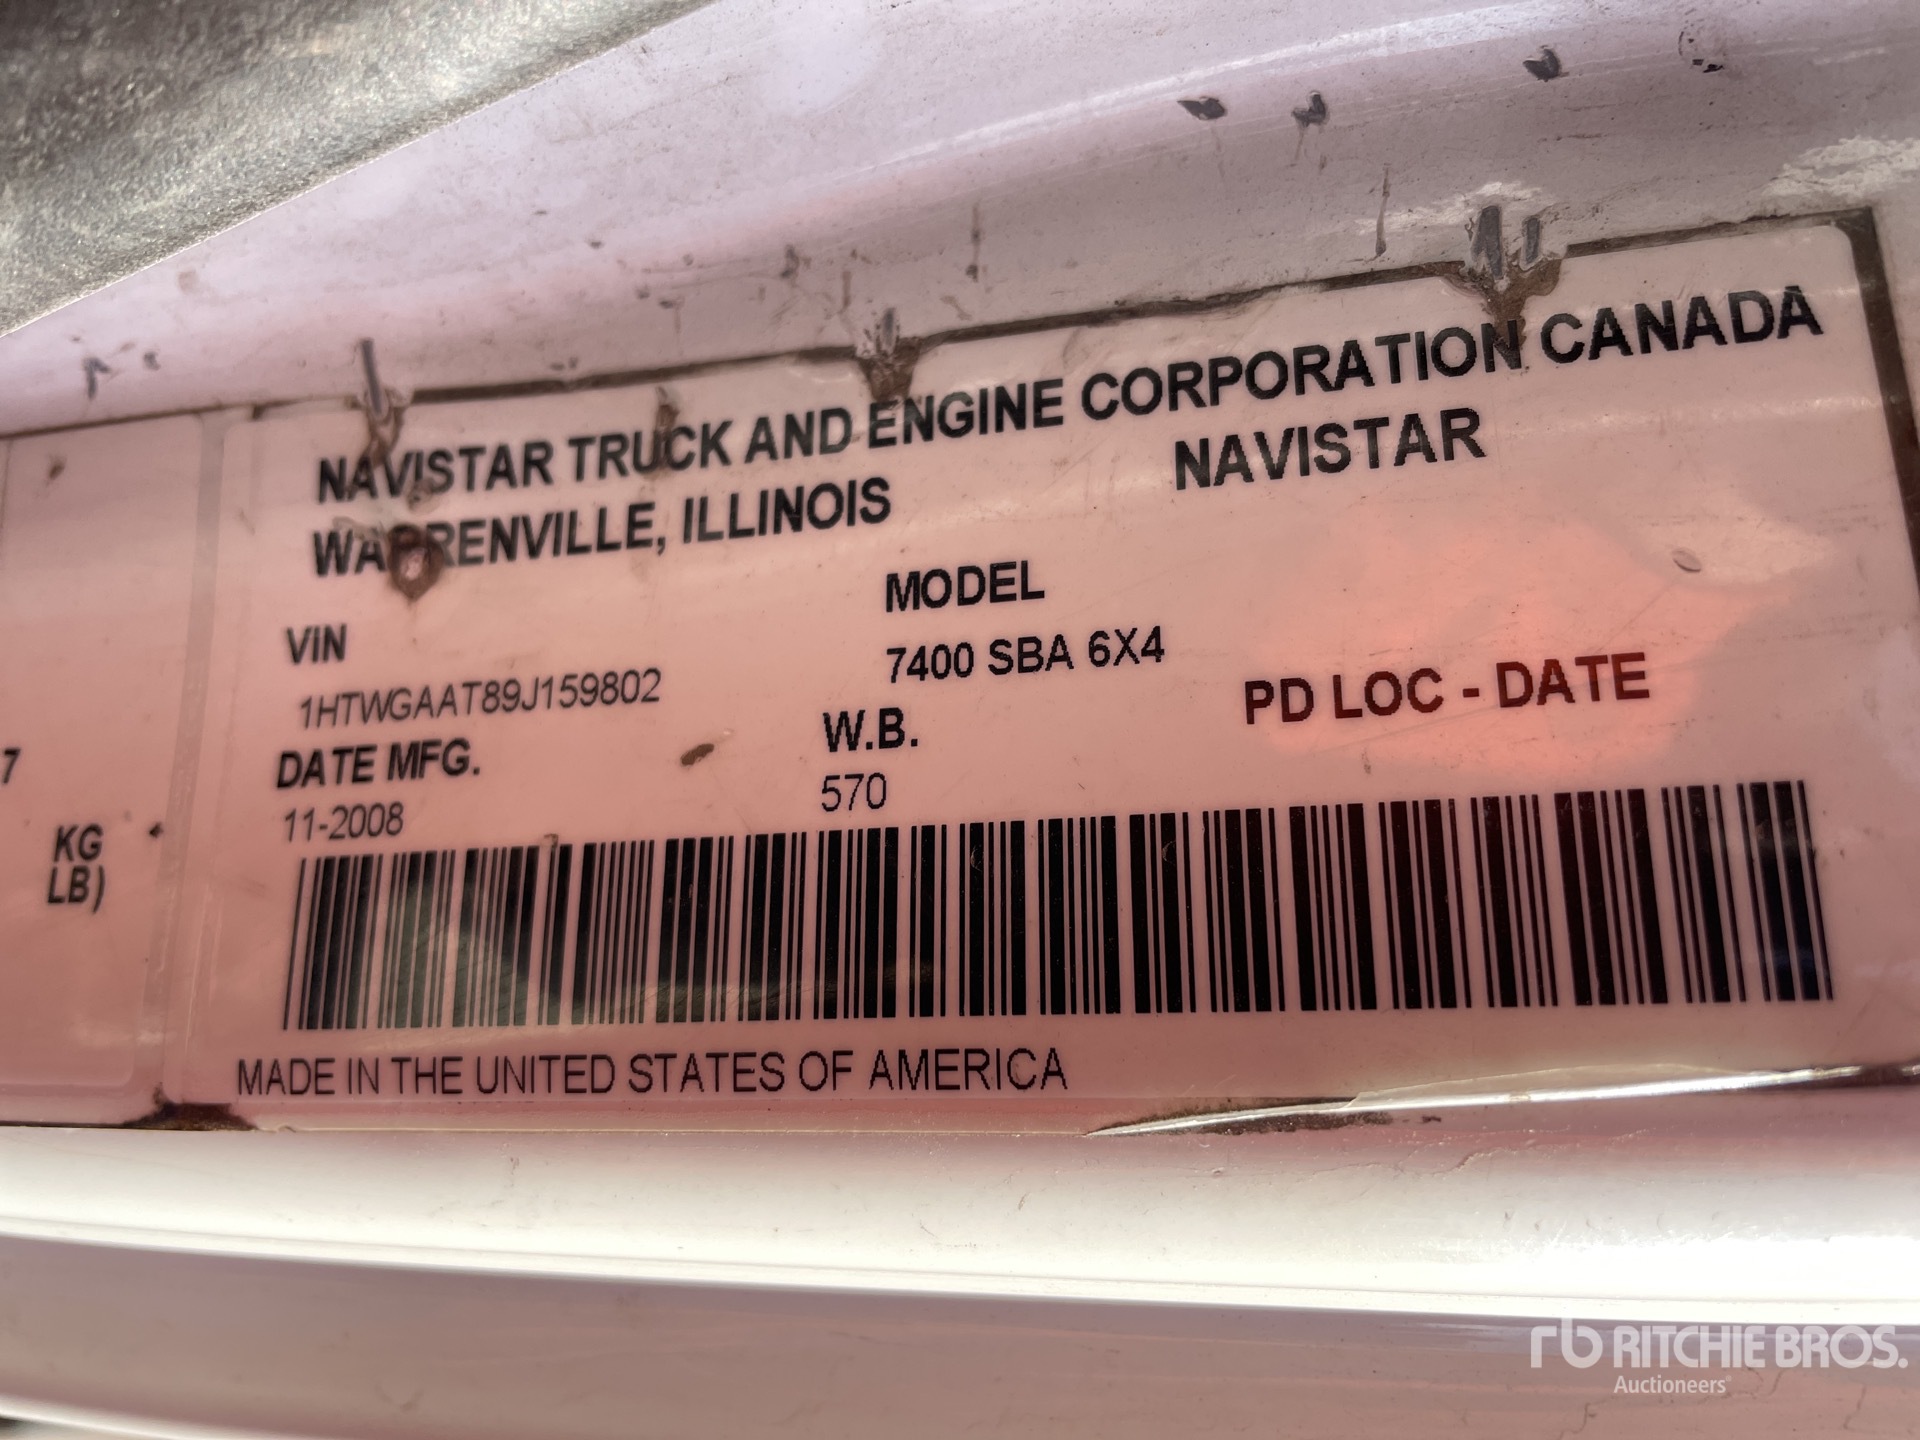 NAVISTAR TRUCK AND ENGINE CORPORATION CANADA
WARRENVILLE, ILLINOIS NAVISTAR
VIN MODEL
1HTWGAAT89J159802 7400 SBA 6X4
DATE MFG. W.B. PD LOC - DATE
11-2008 570
7
KG
LB)
MADE IN THE UNITED STATES OF AMERICA
rb RITCHIE BROS.
Auctioneers